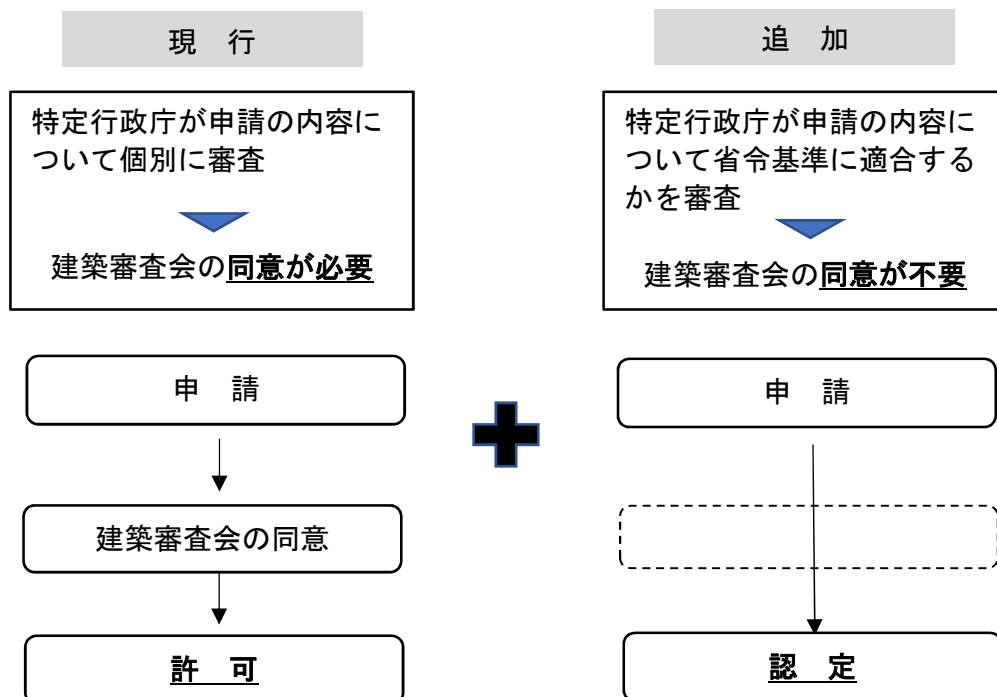 現 行
特定行政庁が申請の内容に
ついて個別に審査
建築審査会の同意が必要
申 請
建築審査会の同意
許 可
追 加
特定行政庁が申請の内容に
ついて省令基準に適合する
かを審査
建築審査会の同意が不要
申 請
認 定